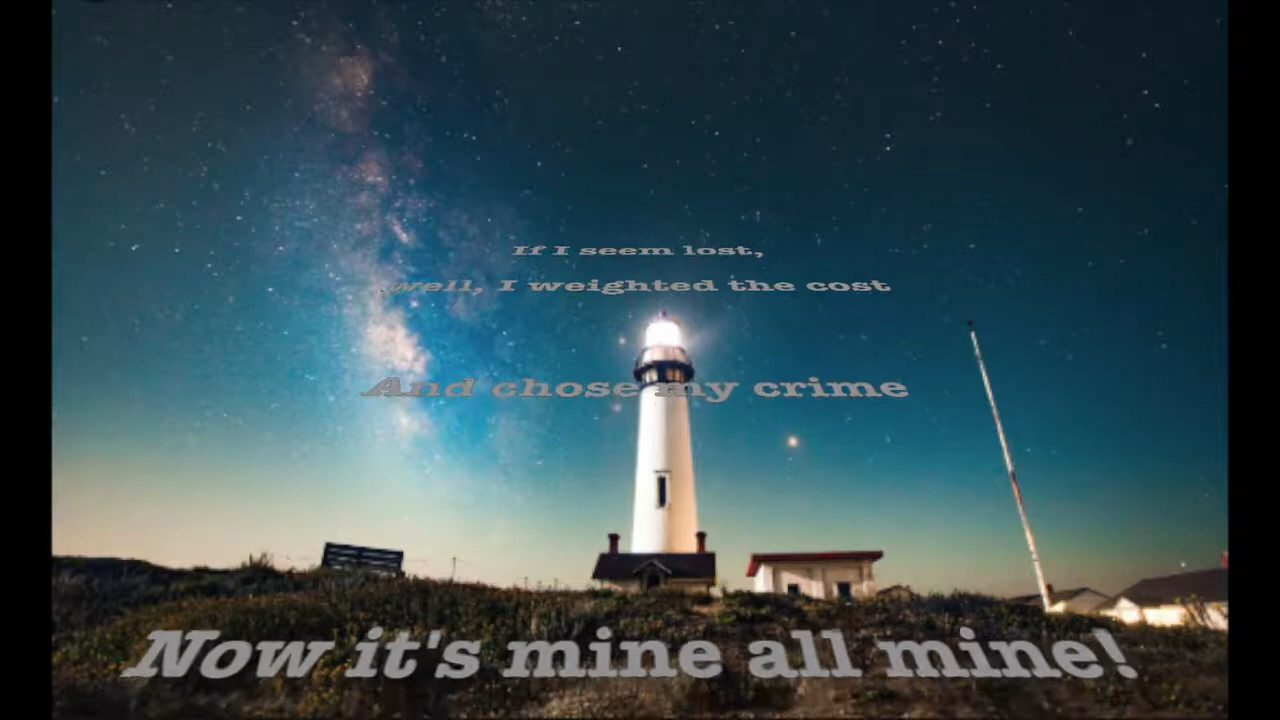 If I seem lost,
well, I weighted the cost
And chose my crime
Now it's mine all mine!